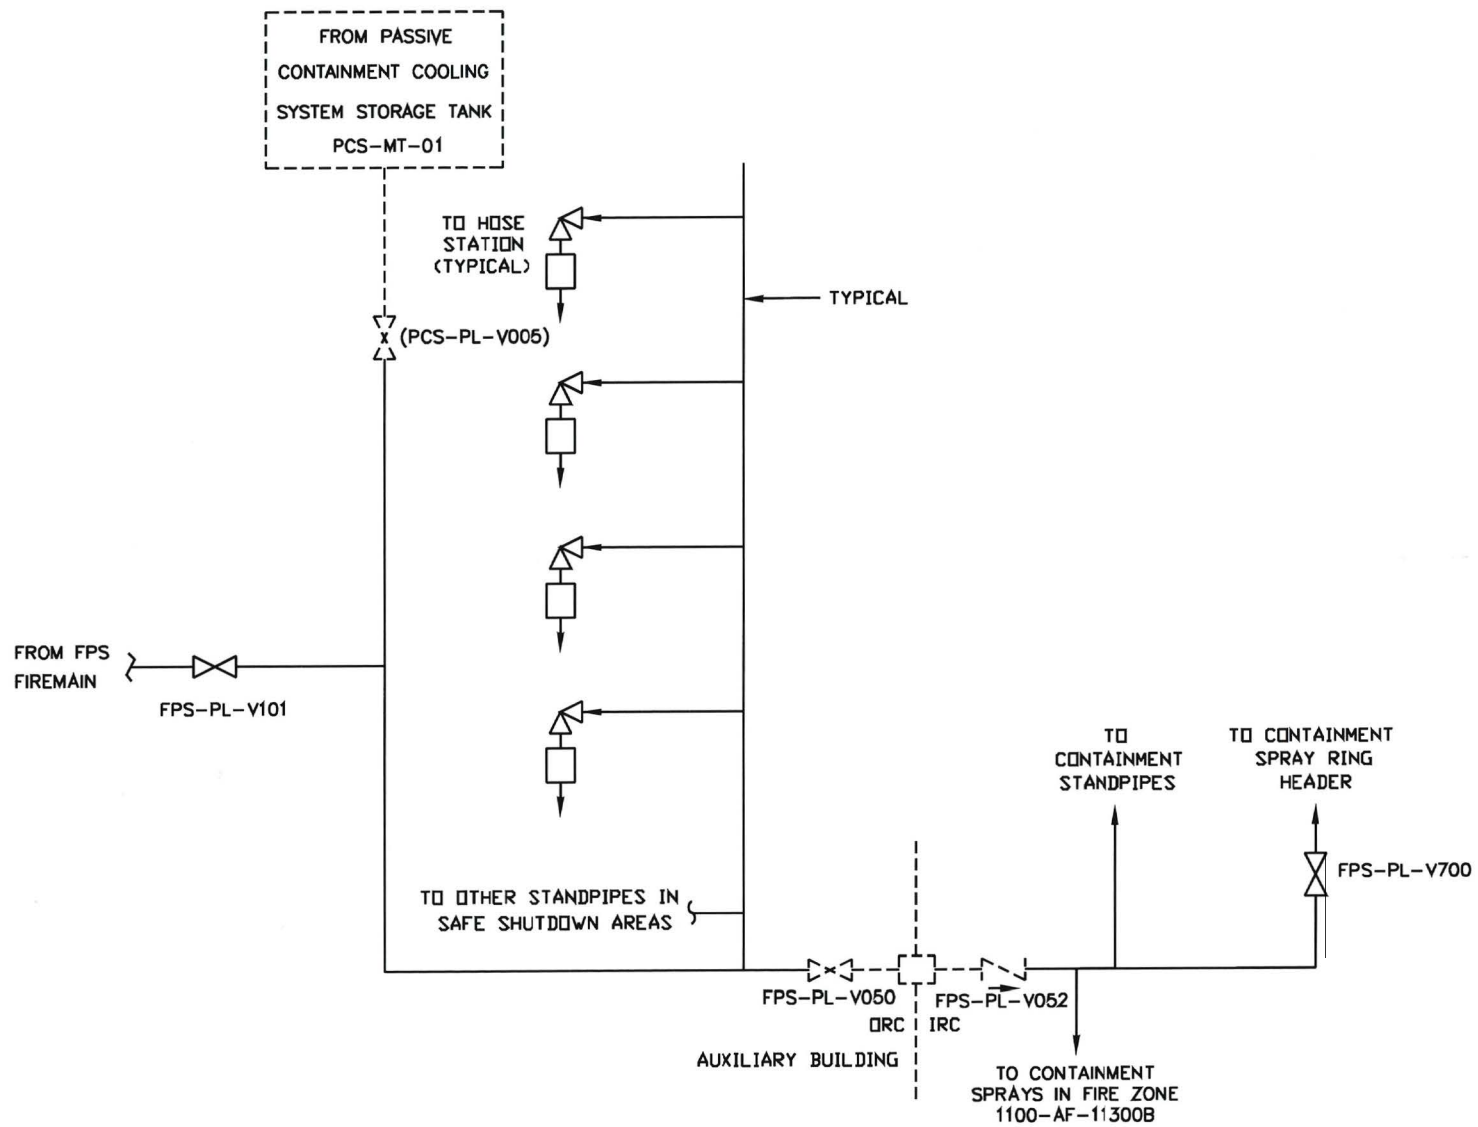 FROM PASSIVE
CONTAINMENT COOLING
SYSTEM STORAGE TANK
PCS-MT-01
TO HOSE
STATION
(TYPICAL)
TYPICAL
(PCS-PL-V005)
FROM FPS
FIREMAIN
FPS-PL-V101
TO
CONTAINMENT
STANDPIPES
TO CONTAINMENT
SPRAY RING
HEADER
FPS-PL-V700
TO OTHER STANDPIPES IN
SAFE SHUTDOWN AREAS
FPS-PL-V050
FPS-PL-V052
ORC
IRC
AUXILIARY BUILDING
TO CONTAINMENT
SPRAYS IN FIRE ZONE
1100-AF-11300B